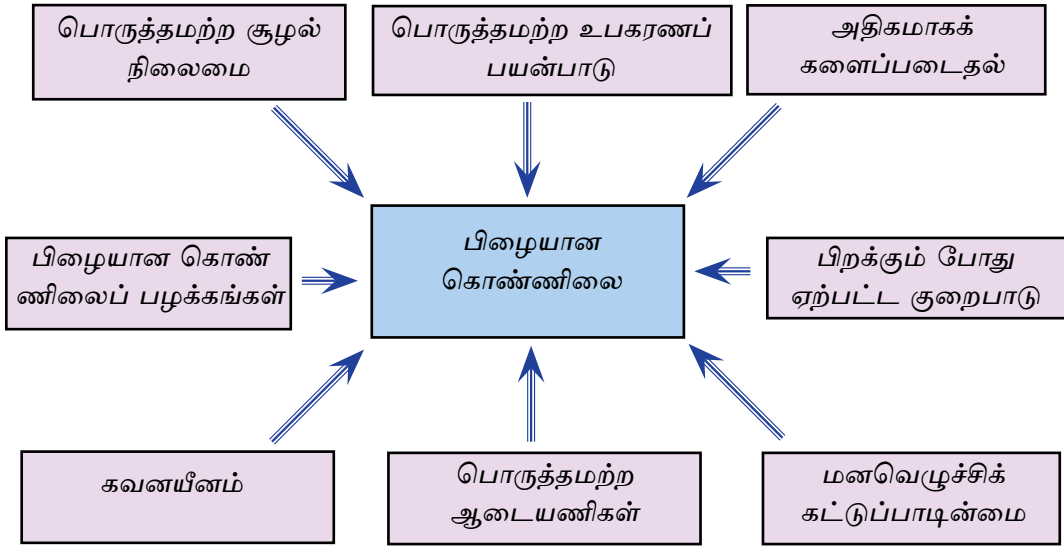 பொருத்தமற்ற சூழல்
நிலைமை
பொருத்தமற்ற உபகரணப்
பயன்பாடு
அதிகமாகக்
களைப்படைதல்
பிழையான கொண்
ணிலைப் பழக்கங்கள்
பிழையான
கொண்ணிலை
பிறக்கும் போது
ஏற்பட்ட குறைபாடு
கவனயீனம்
பொருத்தமற்ற
ஆடையணிகள்
மனவெழுச்சிக்
கட்டுப்பாடின்மை